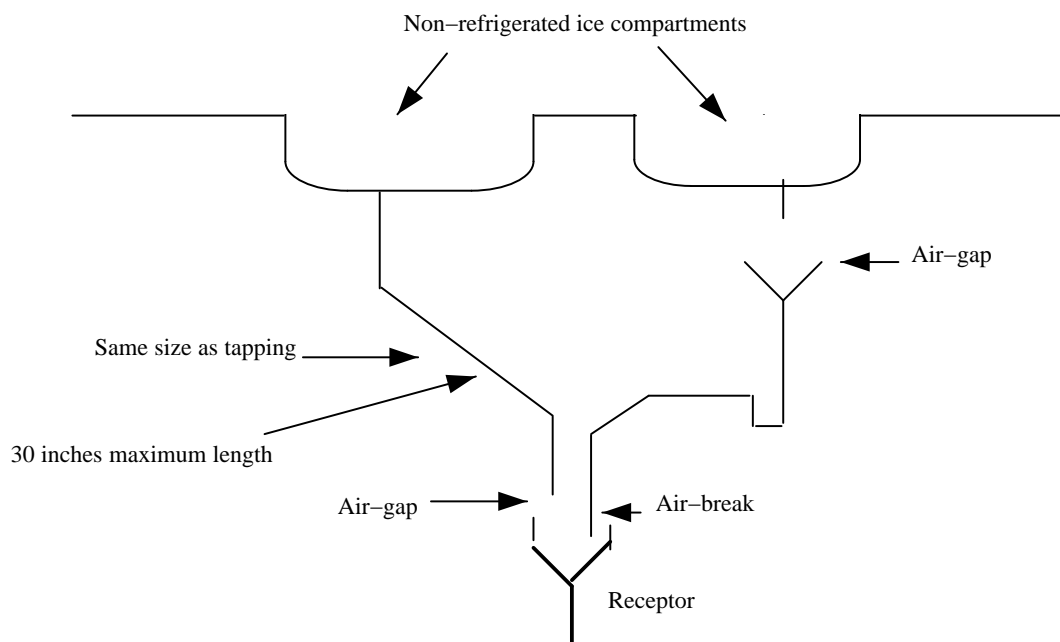 Non−refrigerated ice compartments
Air−gap
Same size as tapping
30 inches maximum length
Air−gap
Air−break
Receptor